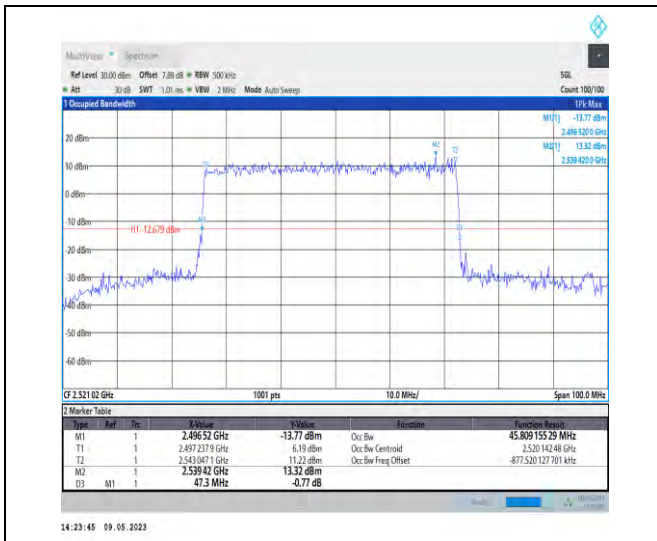 MultiView Spectrum
Ref Level 30.00 dBm Offset 7.89 dB RBW 500 kHz SGL
Att 30 dB SWT 1.01 ms VBW 2 MHz Mode Auto Sweep Count 100/100
1 Occupied Bandwidth 1Pk Max
M1[1] -13.77 dBm
2.496 520 0 GHz
M2[1] 13.32 dBm
2.539 420 0 GHz
20 dBm
M2
T2
10 dBm
0 dBm
-10 dBm
M1
H1 -12.679 dBm
-20 dBm
-30 dBm
-40 dBm
-50 dBm
-60 dBm
CF 2.521 02 GHz 1001 pts 10.0 MHz/ Span 100.0 MHz
2 Marker Table
Type Ref Trc X-Value Y-Value Function Function Result
M1 1 2.496 52 GHz -13.77 dBm Occ Bw 45.809 155 29 MHz
T1 1 2.497 237 9 GHz 6.19 dBm Occ Bw Centroid 2.520 142 48 GHz
T2 1 2.543 047 1 GHz 11.22 dBm Occ Bw Freq Offset -877.520 127 701 kHz
M2 1 2.539 42 GHz 13.32 dBm
D3 M1 1 47.3 MHz -0.77 dB
14:23:45 09.05.2023